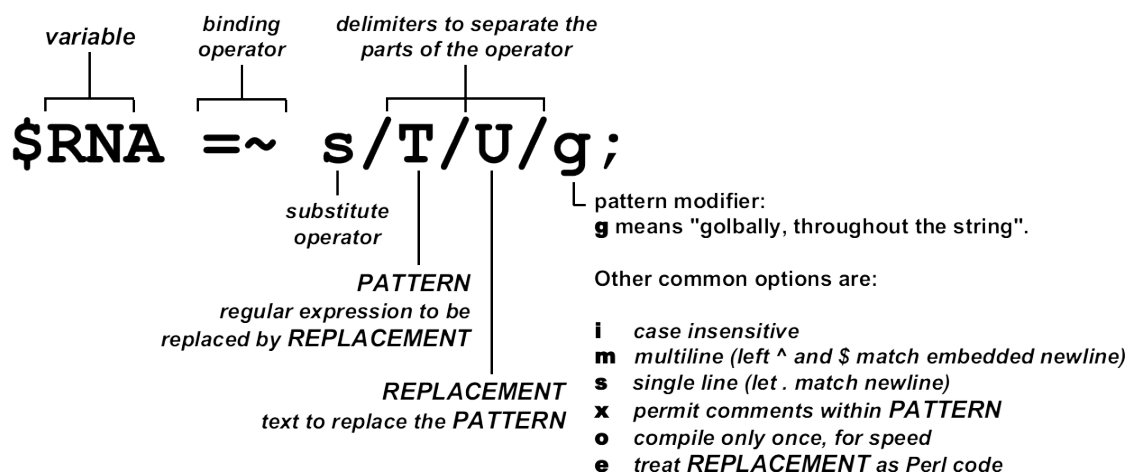 variable
binding
operator
delimiters to separate the
parts of the operator
$RNA =~ s/T/U/g;
substitute
operator
pattern modifier:
g means "golbally, throughout the string".
PATTERN
regular expression to be
replaced by REPLACEMENT
Other common options are:
i case insensitive
m multiline (left ^ and $ match embedded newline)
s single line (let . match newline)
x permit comments within PATTERN
o compile only once, for speed
e treat REPLACEMENT as Perl code
REPLACEMENT
text to replace the PATTERN